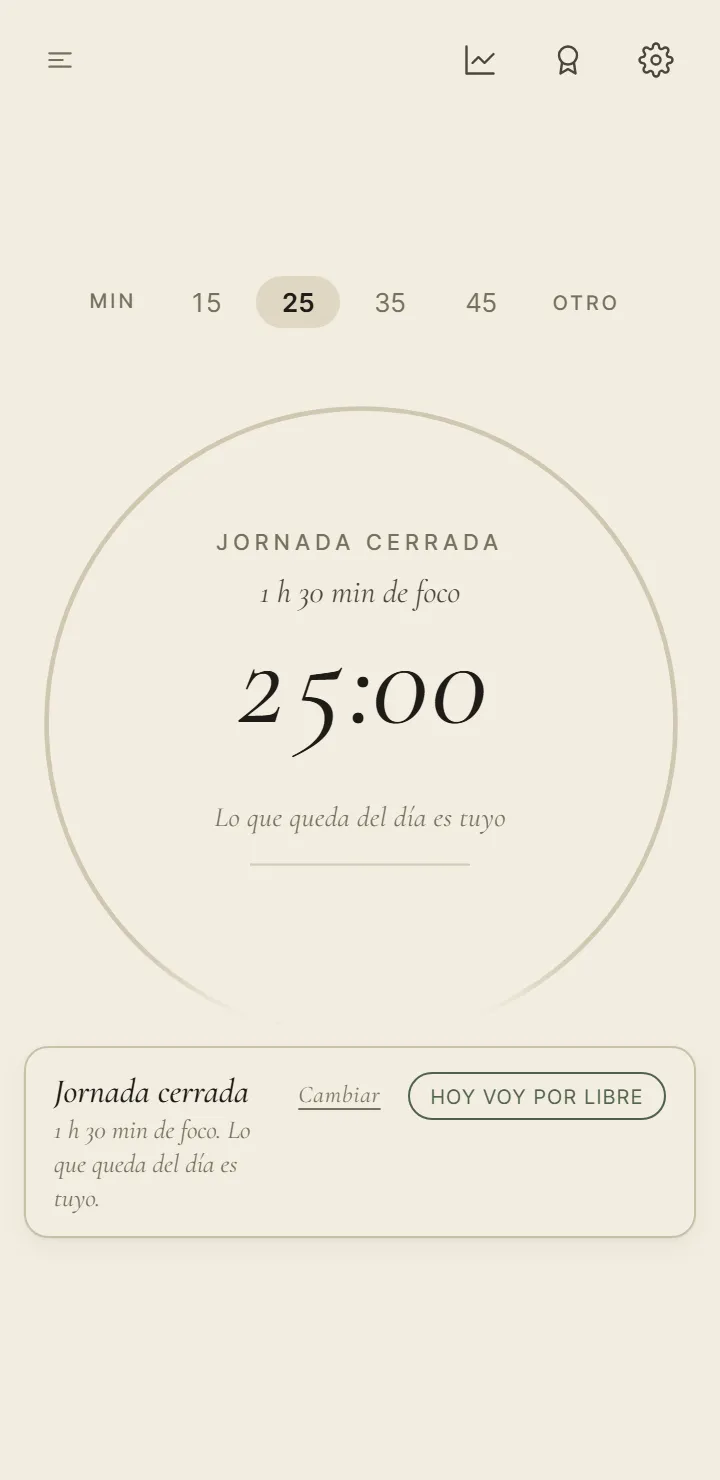 MIN 15 25 35 45 OTRO
JORNADA CERRADA
1 h 30 min de foco
25:00
Lo que queda del día es tuyo
Jornada cerrada
1 h 30 min de foco. Lo
que queda del día es
tuyo.
Cambiar
HOY VOY POR LIBRE